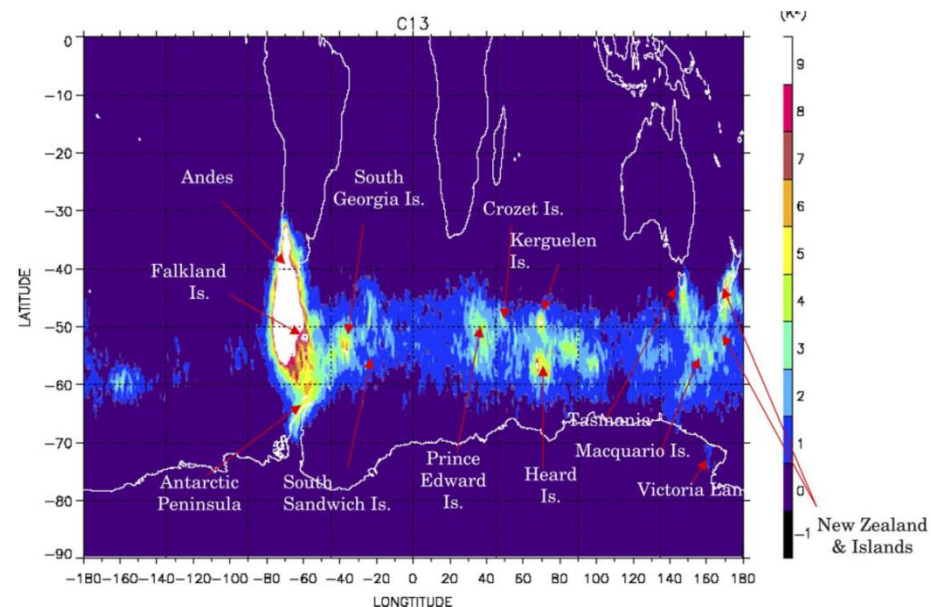 C13
(K²)
0
-10
-20
-30
-40
-50
-60
-70
-80
-90
LATITUDE
Andes
South
Georgia Is.
Crozet Is.
Kerguelen
Is.
Falkland
Is.
Tasmania
Macquario Is.
Victoria Lan
Antarctic
Peninsula
South
Sandwich Is.
Prince
Edward
Is.
Heard
Is.
New Zealand
& Islands
9
8
7
6
5
4
3
2
1
0
-1
-180 -160 -140 -120 -100 -80 -60 -40 -20 0 20 40 60 80 100 120 140 160 180
LONGTITUDE